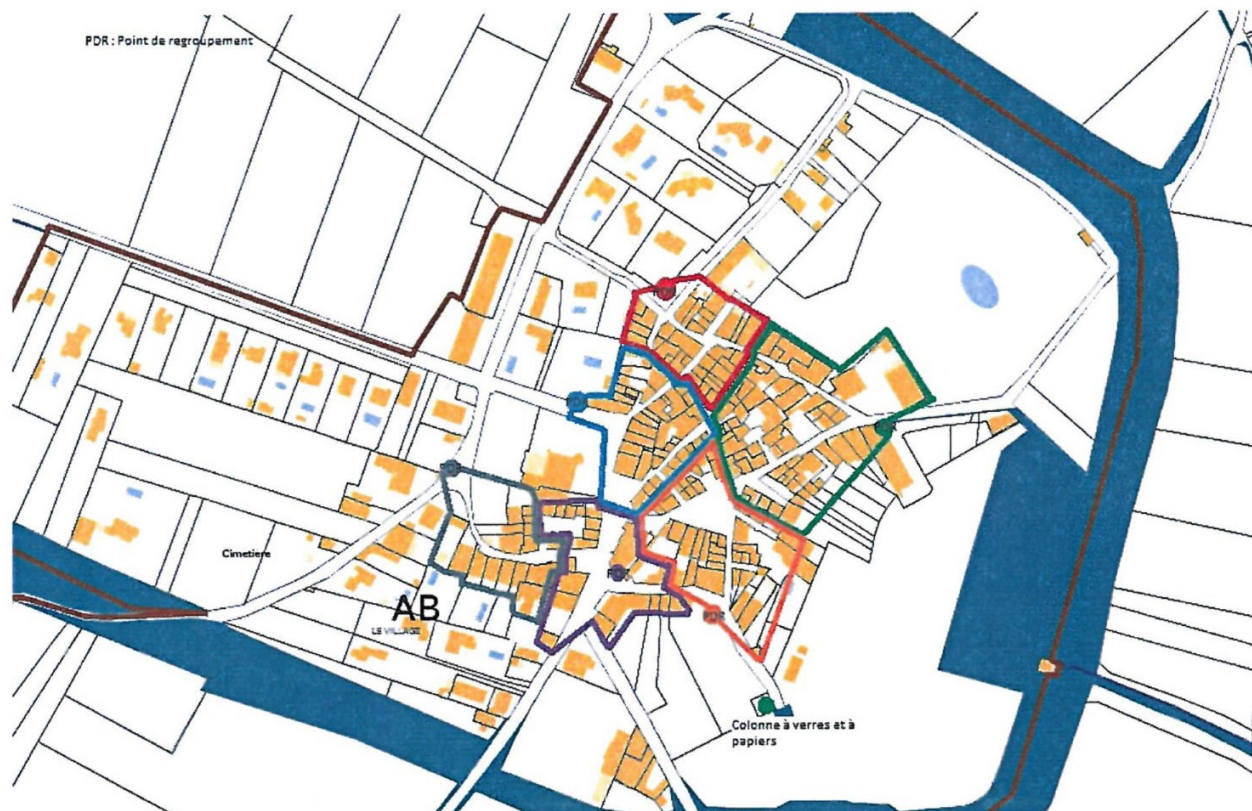 PDR : Point de regroupement
PDR
Cimetiere
AB
LE VILLAGE
PDR
Colonne à verres et à
papiers